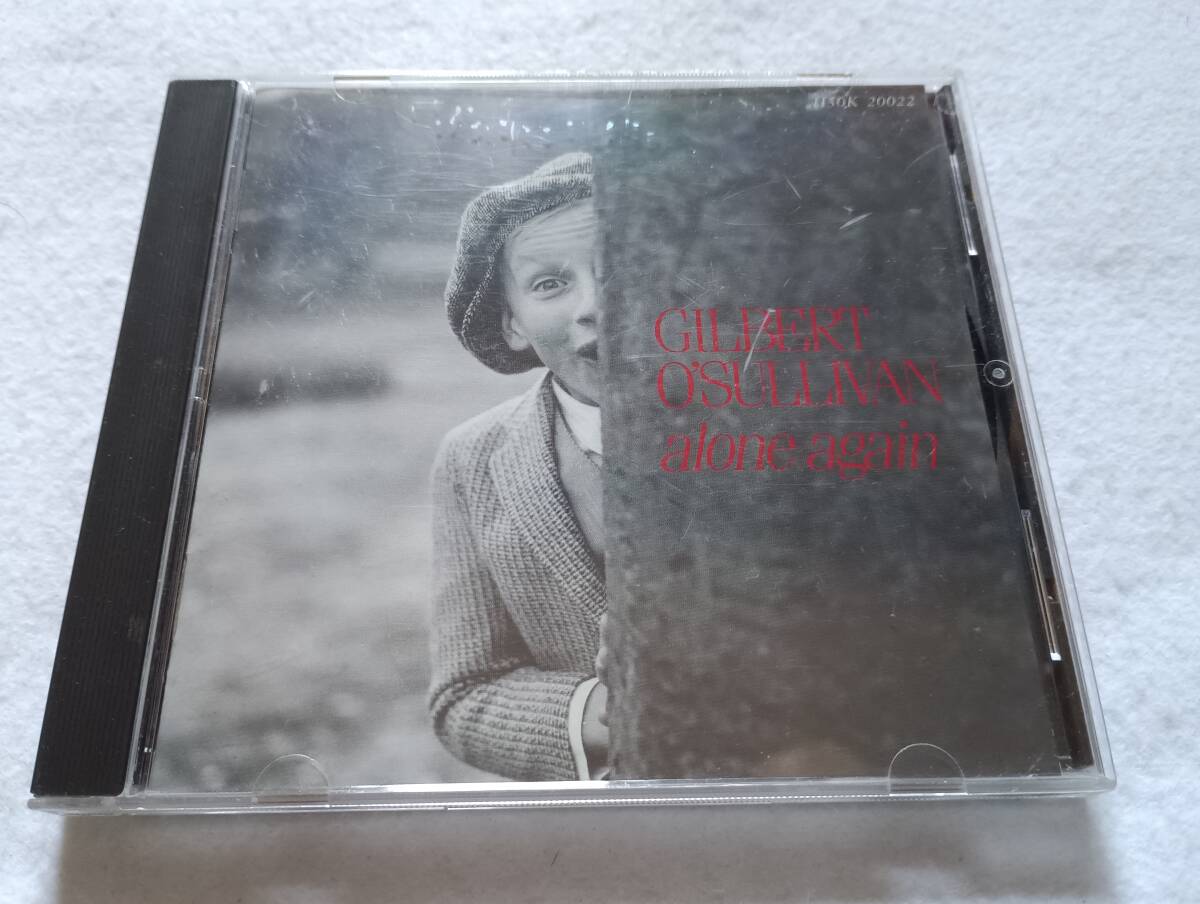 H30K 20022
GILBERT
O'SULLIVAN
alone again